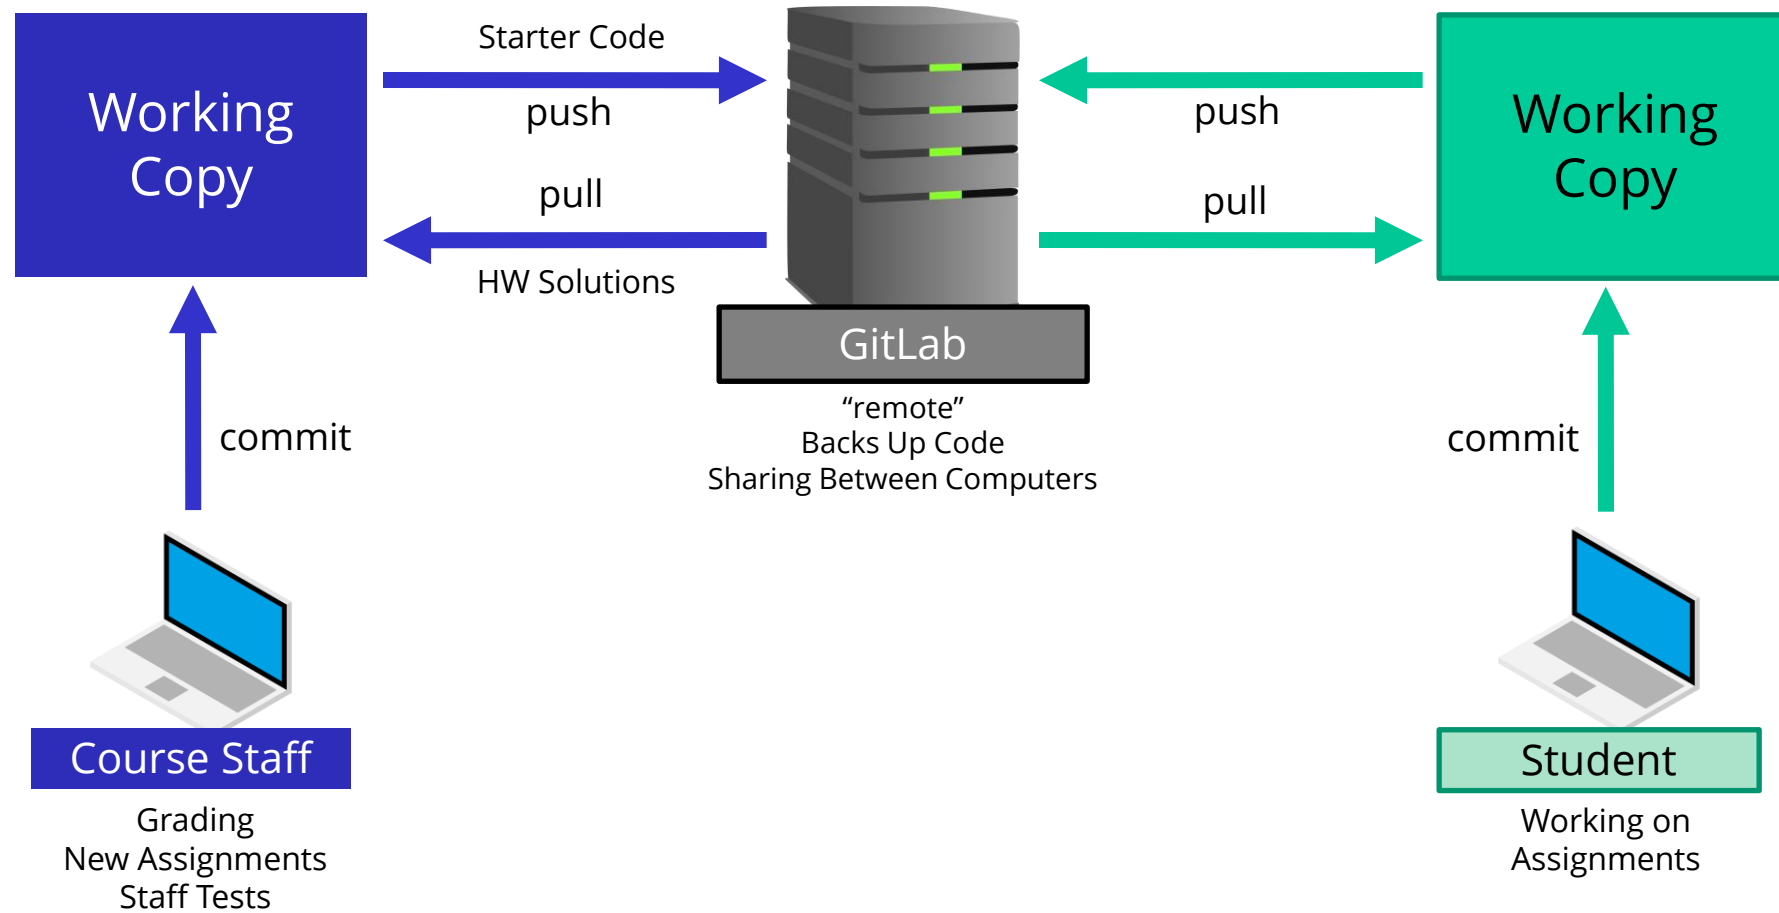 Working
Copy
Starter Code
push
pull
HW Solutions
commit
Course Staff
Grading
New Assignments
Staff Tests
GitLab
“remote”
Backs Up Code
Sharing Between Computers
push
pull
Working
Copy
commit
Student
Working on
Assignments